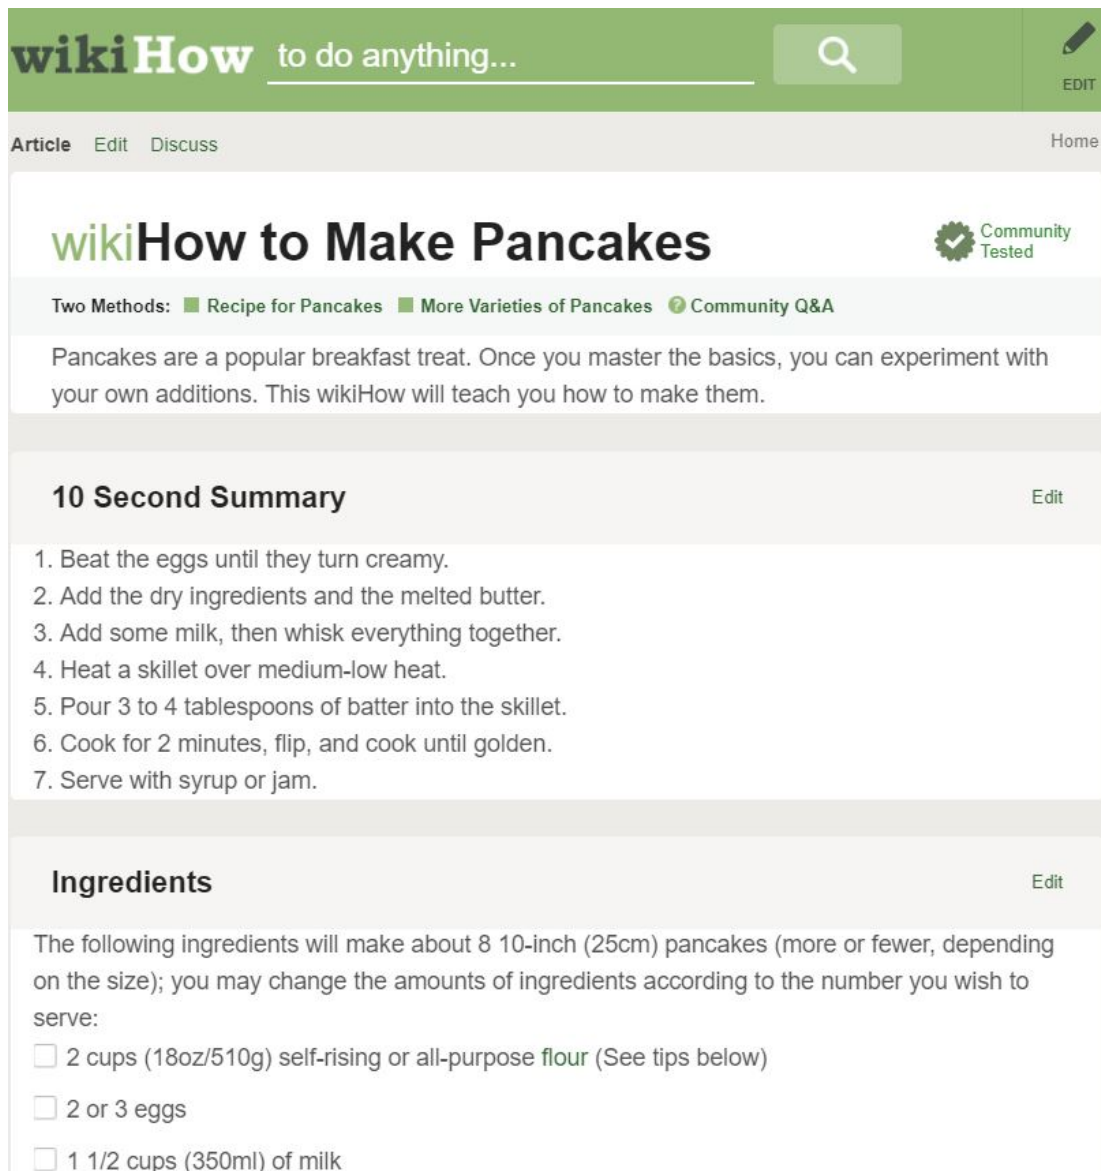 wikiHow to do anything...
EDIT
Article Edit Discuss Home
wikiHow to Make Pancakes
Community
Tested
Two Methods: Recipe for Pancakes More Varieties of Pancakes ? Community Q&A
Pancakes are a popular breakfast treat. Once you master the basics, you can experiment with
your own additions. This wikiHow will teach you how to make them.
10 Second Summary Edit
1. Beat the eggs until they turn creamy.
2. Add the dry ingredients and the melted butter.
3. Add some milk, then whisk everything together.
4. Heat a skillet over medium-low heat.
5. Pour 3 to 4 tablespoons of batter into the skillet.
6. Cook for 2 minutes, flip, and cook until golden.
7. Serve with syrup or jam.
Ingredients Edit
The following ingredients will make about 8 10-inch (25cm) pancakes (more or fewer, depending
on the size); you may change the amounts of ingredients according to the number you wish to
serve:
2 cups (18oz/510g) self-rising or all-purpose flour (See tips below)
2 or 3 eggs
1 1/2 cups (350ml) of milk